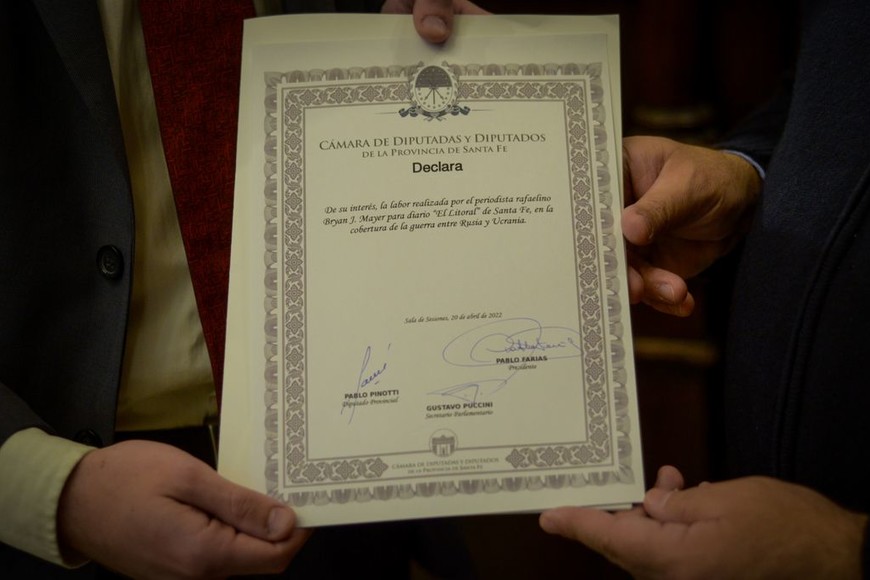 CÁMARA DE DIPUTADAS Y DIPUTADOS
DE LA PROVINCIA DE SANTA FE
Declara
De su interés, la labor realizada por el periodista rafaelino
Bryan J. Mayer para diario "El Litoral" de Santa Fe, en la
cobertura de la guerra entre Rusia y Ucrania.
Sala de Sesiones, 20 de abril de 2022
PABLO FARIAS
Presidente
PABLO PINOTTI
Diputado Provincial
GUSTAVO PUCCINI
Secretario Parlamentario
CÁMARA DE DIPUTADAS Y DIPUTADOS
DE LA PROVINCIA DE SANTA FE